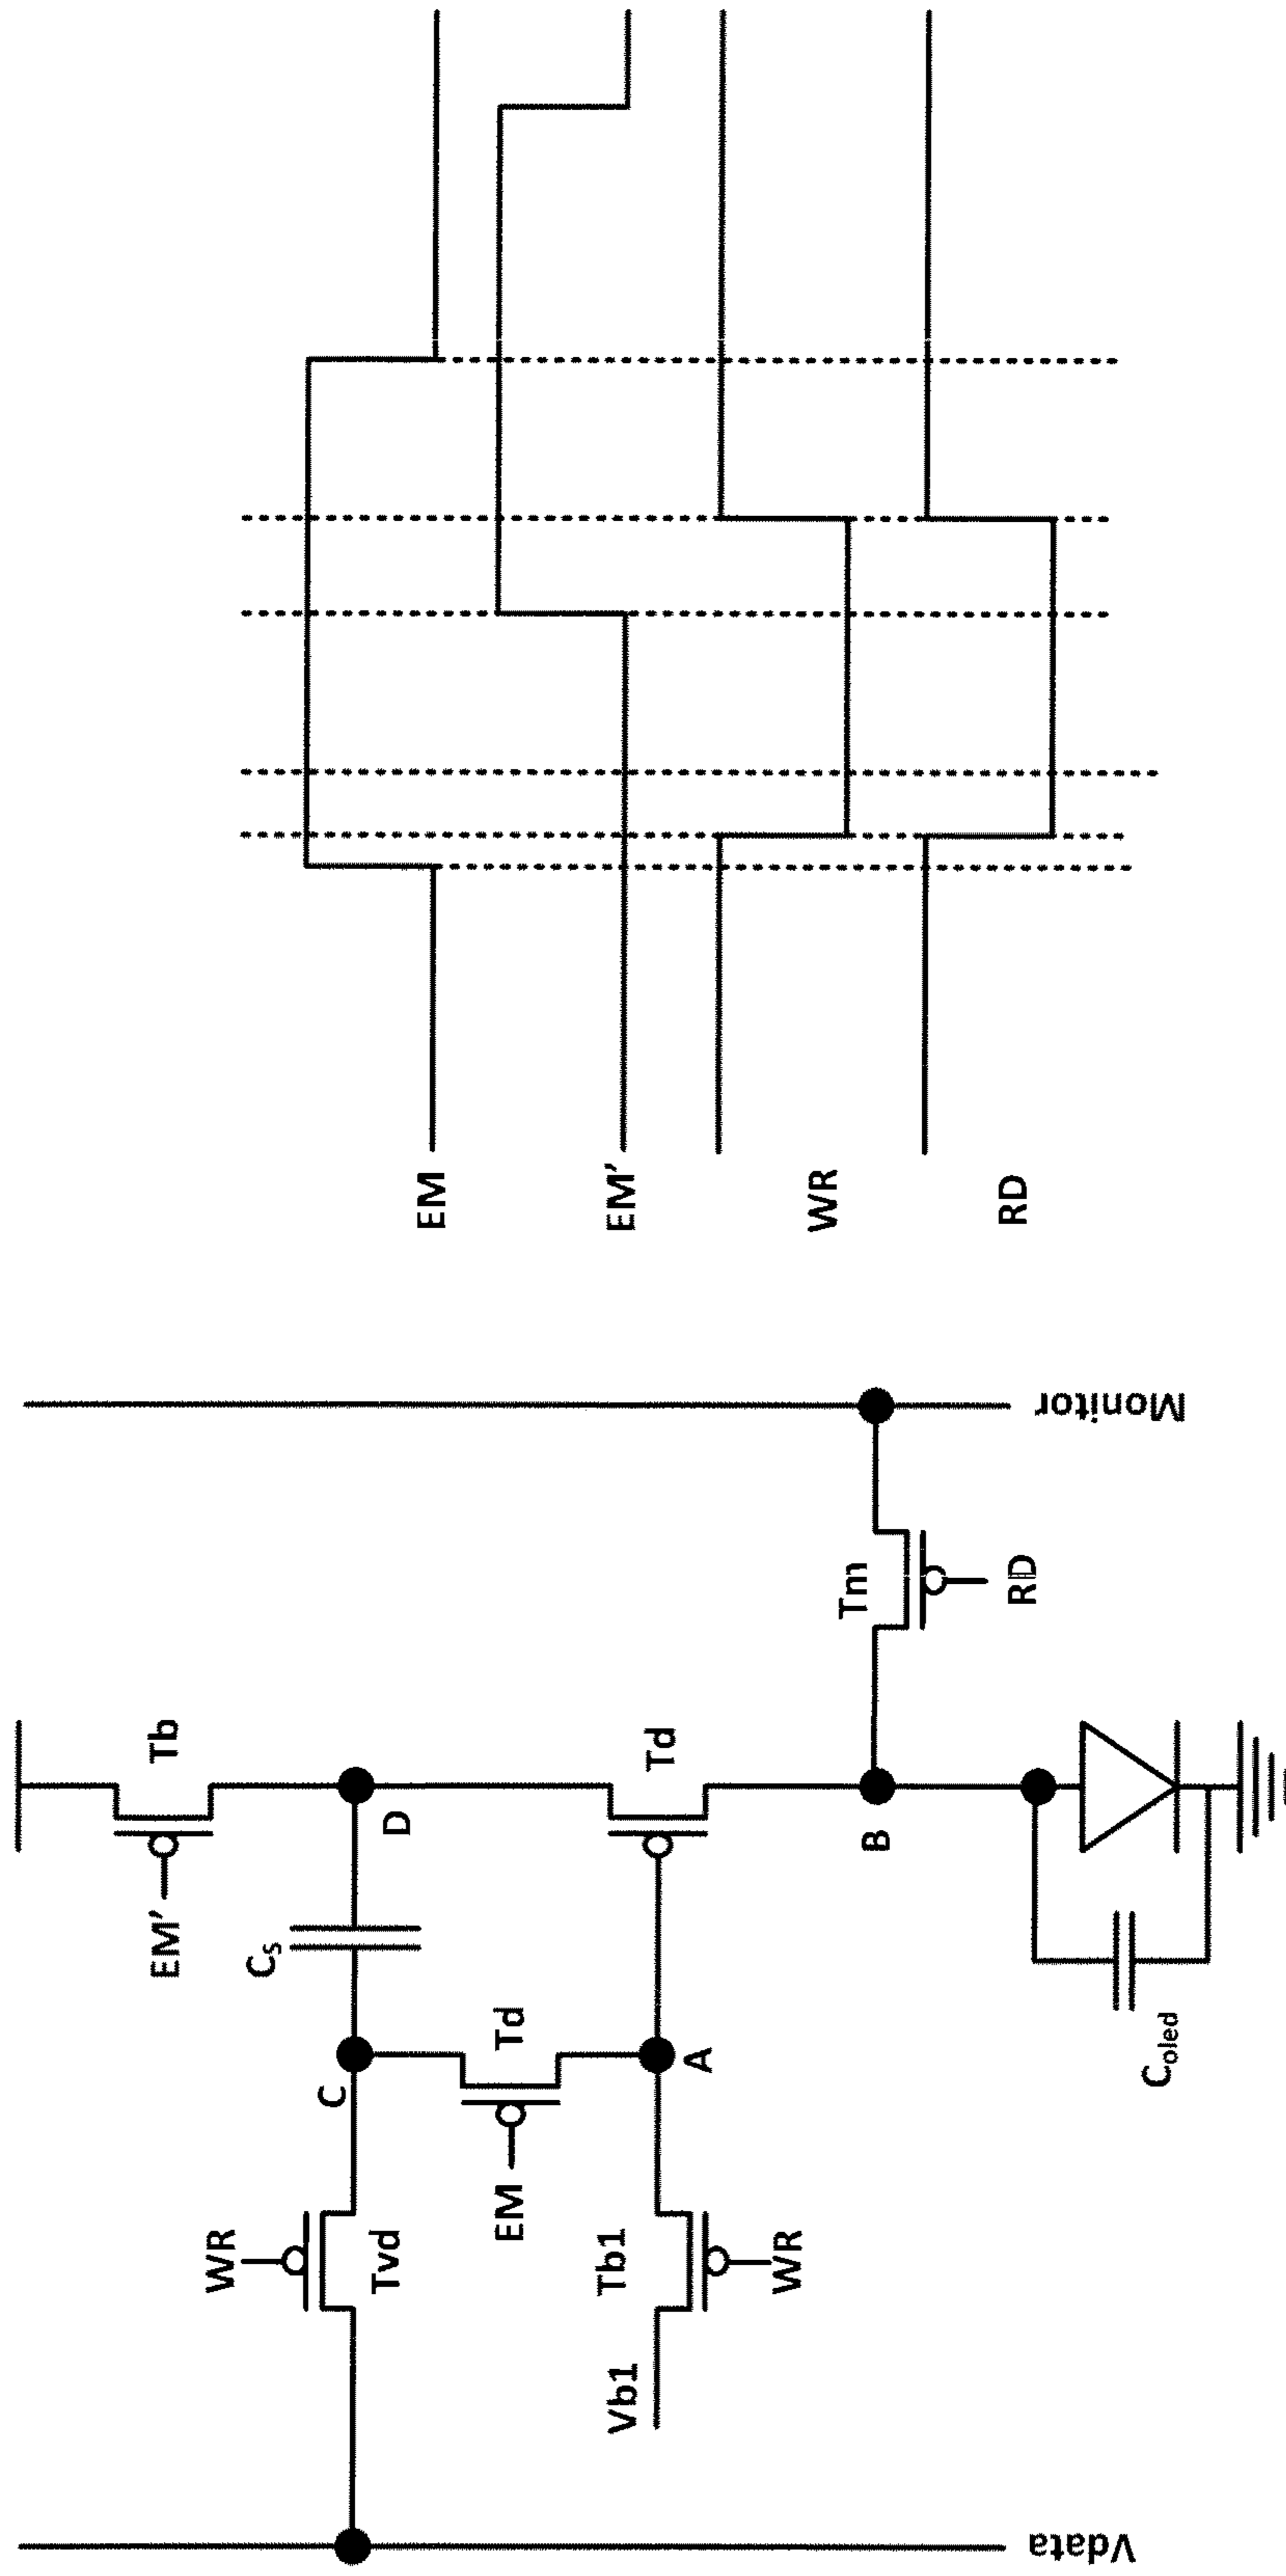 EM
EM'
WR
RD
EM'
Tb
WR
Tvd
C
Cs
D
EM
Td
Td
Vb1
Tb1
WR
A
B
Tm
RD
Coled
Vdata
Monitor